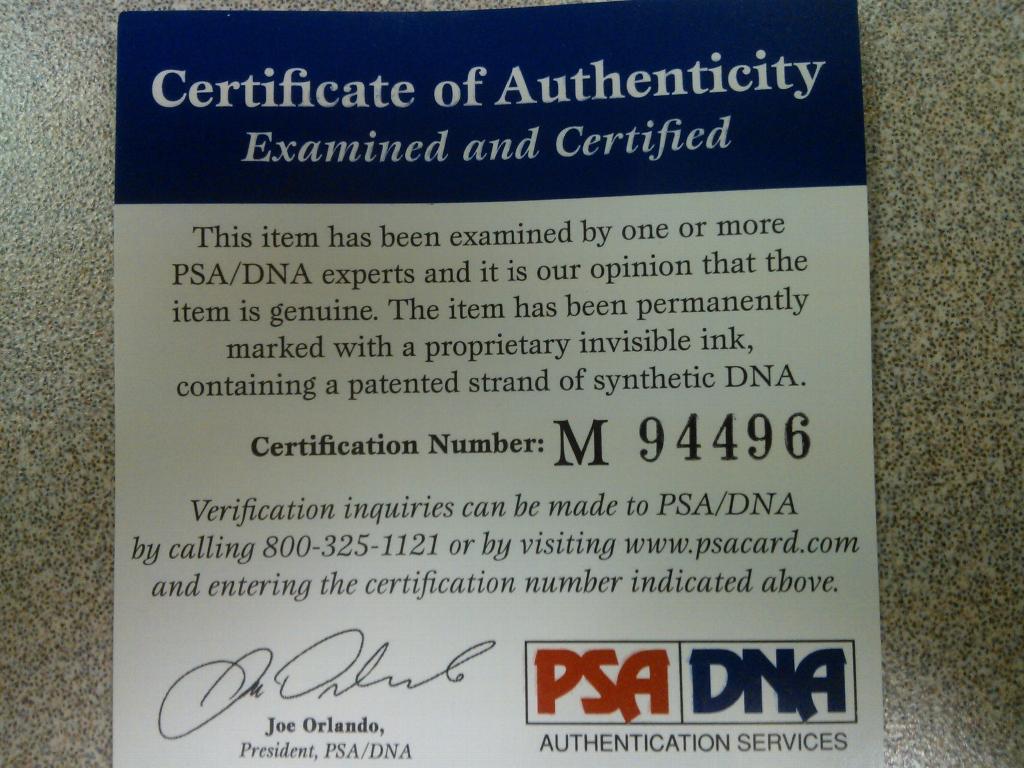 Certificate of Authenticity
Examined and Certified
This item has been examined by one or more
PSA/DNA experts and it is our opinion that the
item is genuine. The item has been permanently
marked with a proprietary invisible ink,
containing a patented strand of synthetic DNA.
Certification Number: M 94496
Verification inquiries can be made to PSA/DNA
by calling 800-325-1121 or by visiting www.psacard.com
and entering the certification number indicated above.
Joe Orlando,
President, PSA/DNA
PSA DNA
AUTHENTICATION SERVICES